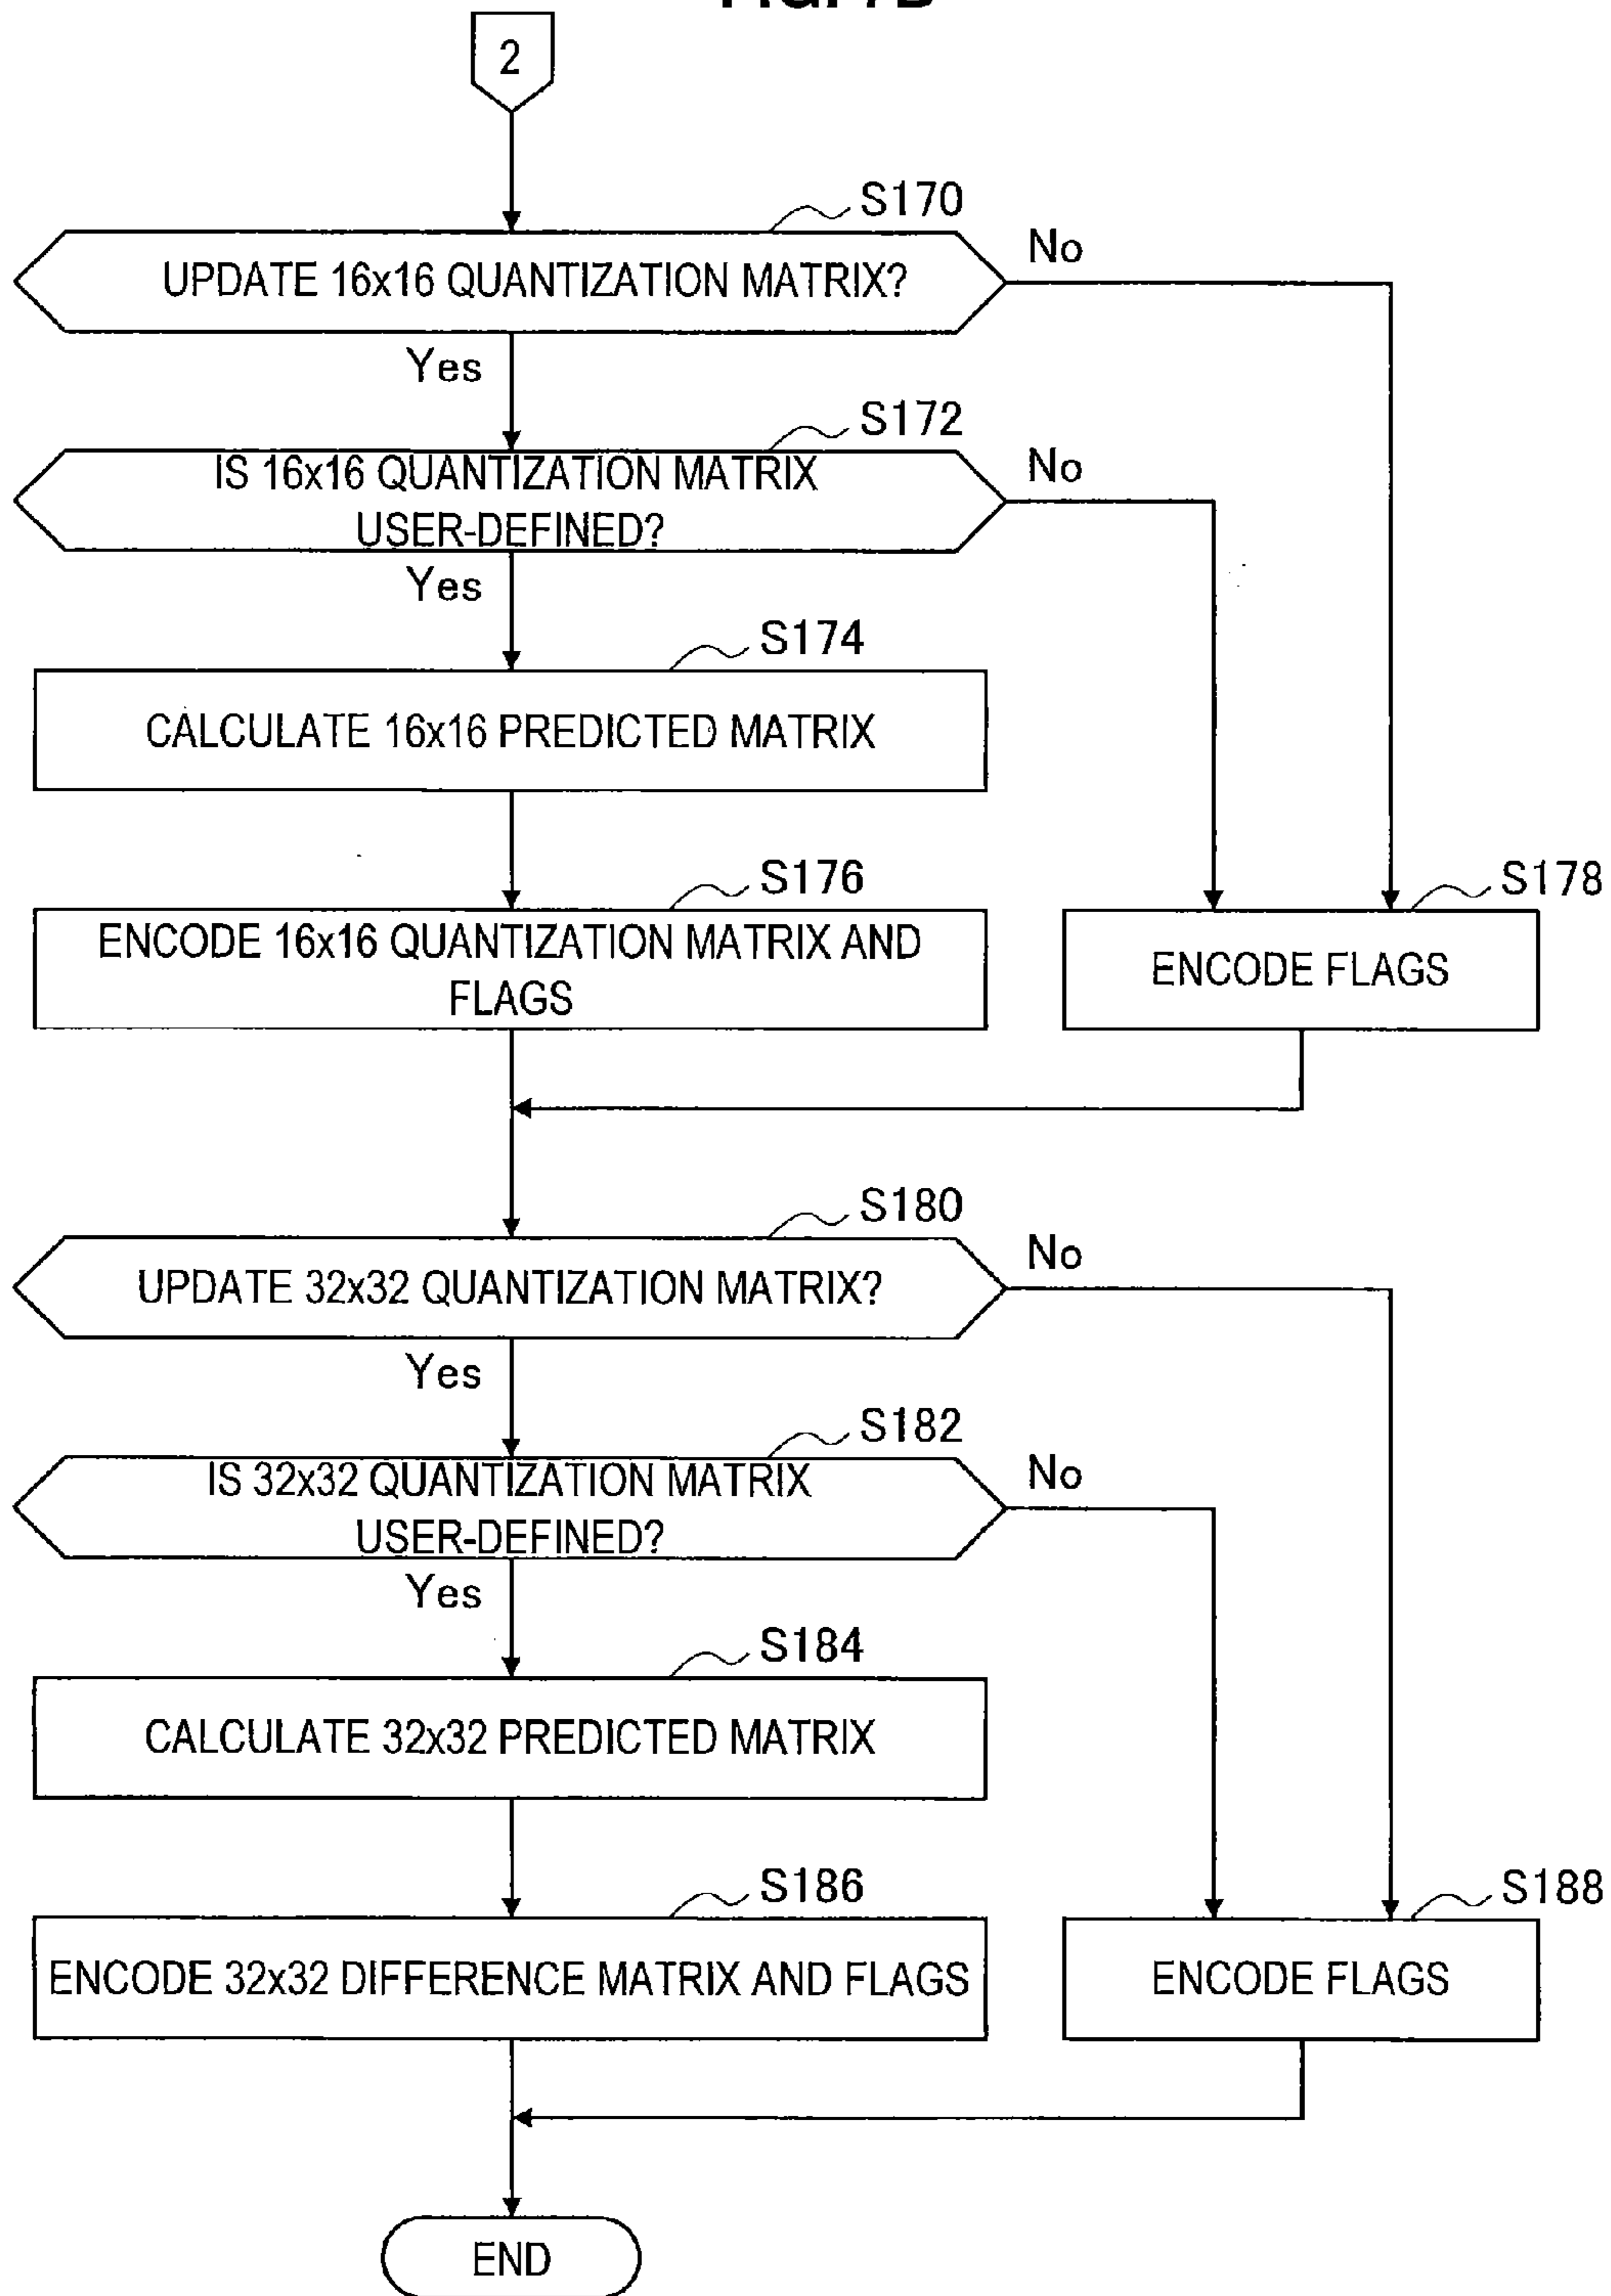 2
S170
UPDATE 16x16 QUANTIZATION MATRIX?
No
Yes
S172
IS 16x16 QUANTIZATION MATRIX
USER-DEFINED?
No
Yes
S174
CALCULATE 16x16 PREDICTED MATRIX
S176
ENCODE 16x16 QUANTIZATION MATRIX AND
FLAGS
S178
ENCODE FLAGS
S180
UPDATE 32x32 QUANTIZATION MATRIX?
No
Yes
S182
IS 32x32 QUANTIZATION MATRIX
USER-DEFINED?
No
Yes
S184
CALCULATE 32x32 PREDICTED MATRIX
S186
ENCODE 32x32 DIFFERENCE MATRIX AND FLAGS
S188
ENCODE FLAGS
END